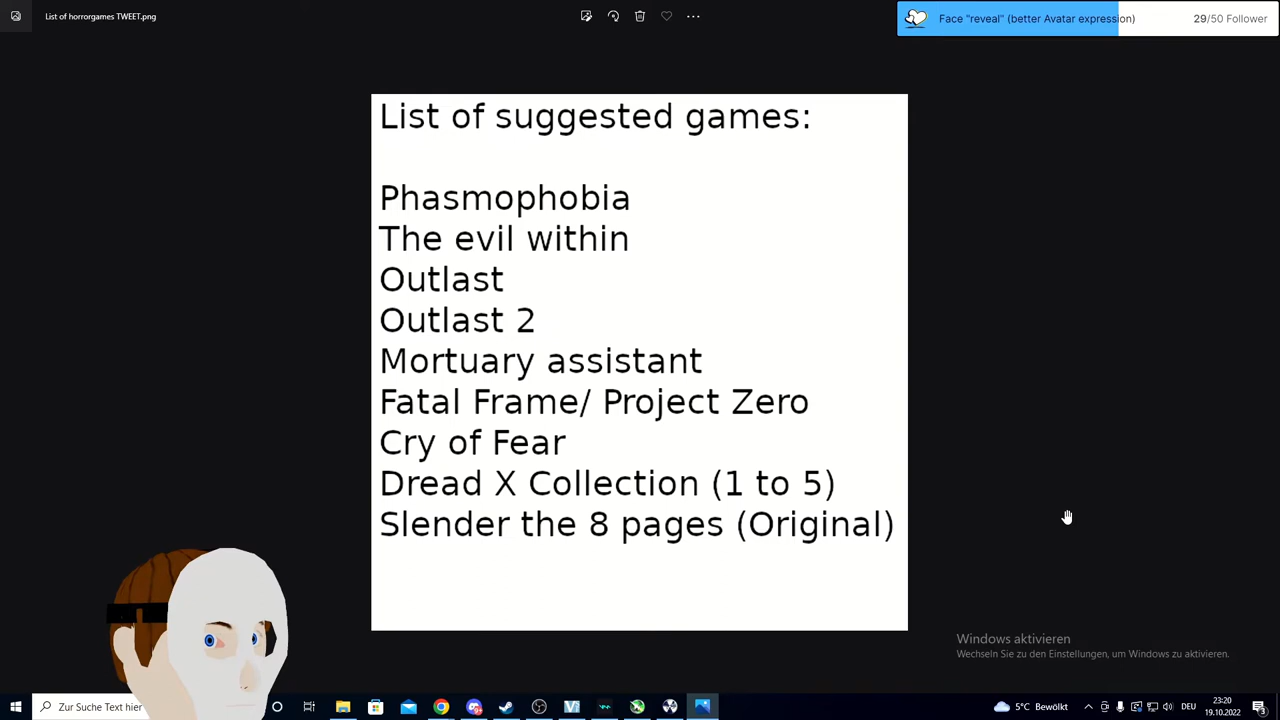 List of horrorgames TWEET.png
Face "reveal" (better Avatar expression)
29/50 Follower
List of suggested games:
Phasmophobia
The evil within
Outlast
Outlast 2
Mortuary assistant
Fatal Frame/ Project Zero
Cry of Fear
Dread X Collection (1 to 5)
Slender the 8 pages (Original)
Windows aktivieren
Wechseln Sie zu den Einstellungen, um Windows zu aktivieren.
Zur Suche Text hier
5°C Bewölkt
DEU
23:20
19.10.2022